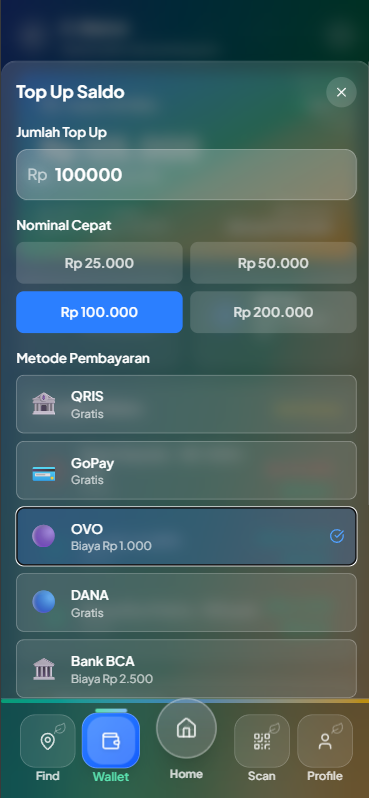 Top Up Saldo
Jumlah Top Up
Rp 100000
Nominal Cepat
Rp 25.000
Rp 50.000
Rp 100.000
Rp 200.000
Metode Pembayaran
QRIS
Gratis
GoPay
Gratis
OVO
Biaya Rp 1.000
DANA
Gratis
Bank BCA
Biaya Rp 2.500
Find
Wallet
Home
Scan
Profile